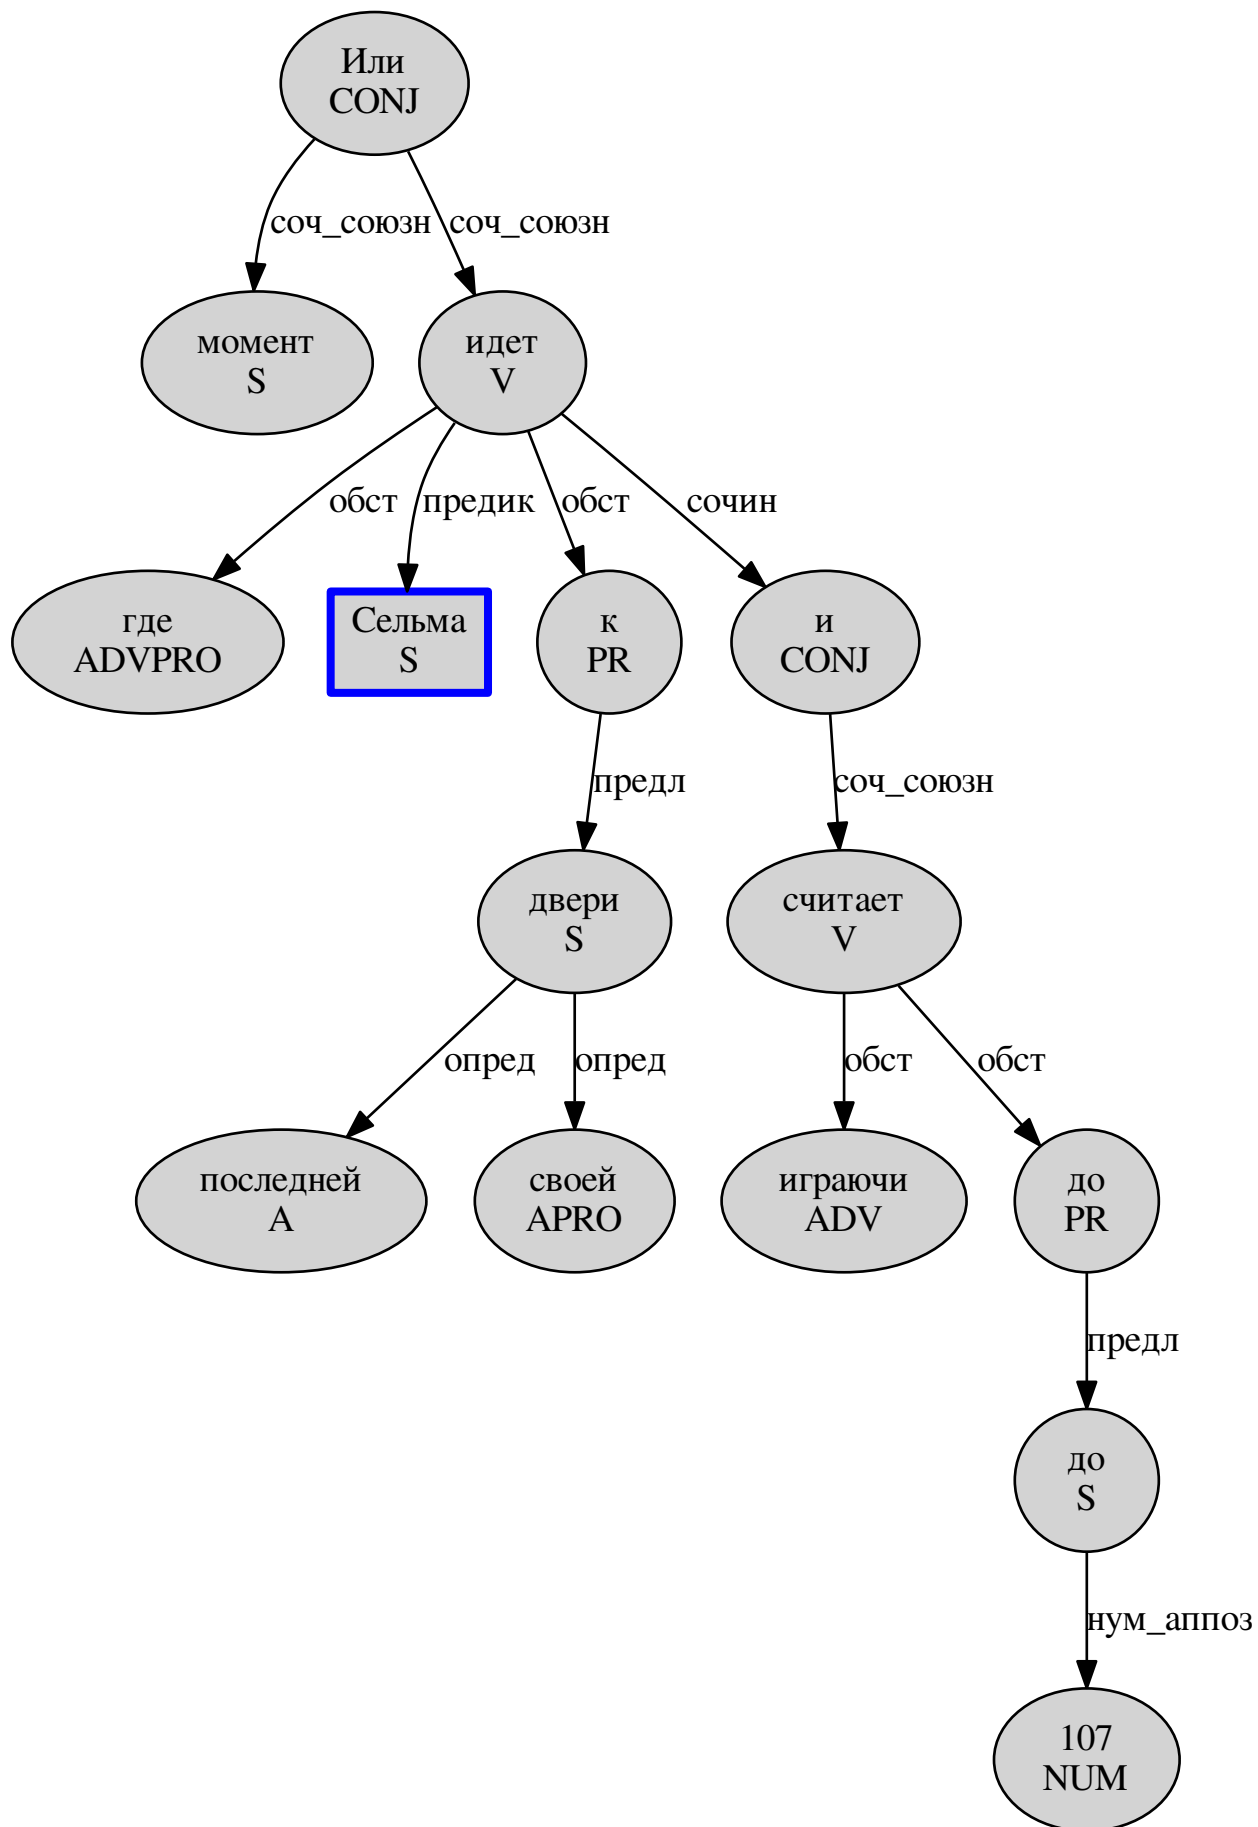 Или
CONJ
соч_союзн соч_союзн
момент
S
идет
V
обст предик обст сочин
где
ADVPRO
Сельма
S
к
PR
и
CONJ
предл соч_союзн
двери
S
считает
V
опред опред обст обст
последней
A
своей
APRO
играючи
ADV
до
PR
предл
до
S
нум_аппоз
107
NUM